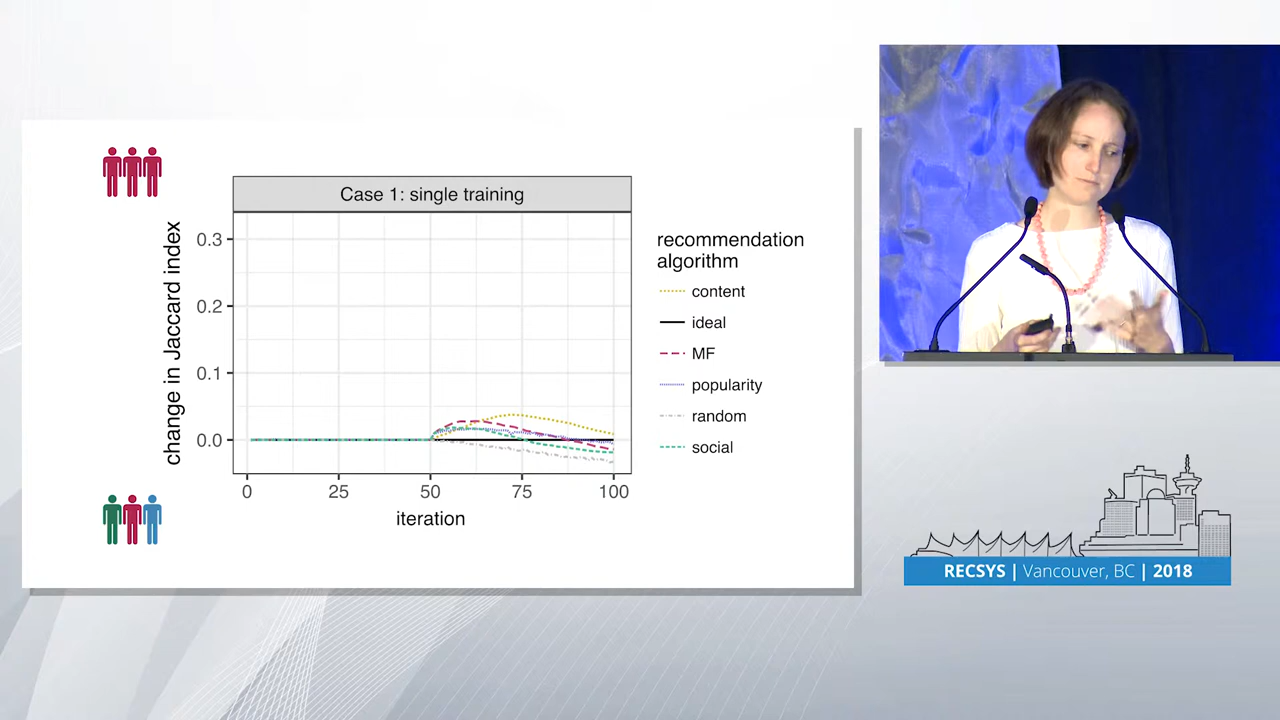 Case 1: single training
change in Jaccard index
0.3
0.2
0.1
0.0
0 25 50 75 100
iteration
recommendation
algorithm
content
ideal
MF
popularity
random
social
RECSYS | Vancouver, BC | 2018